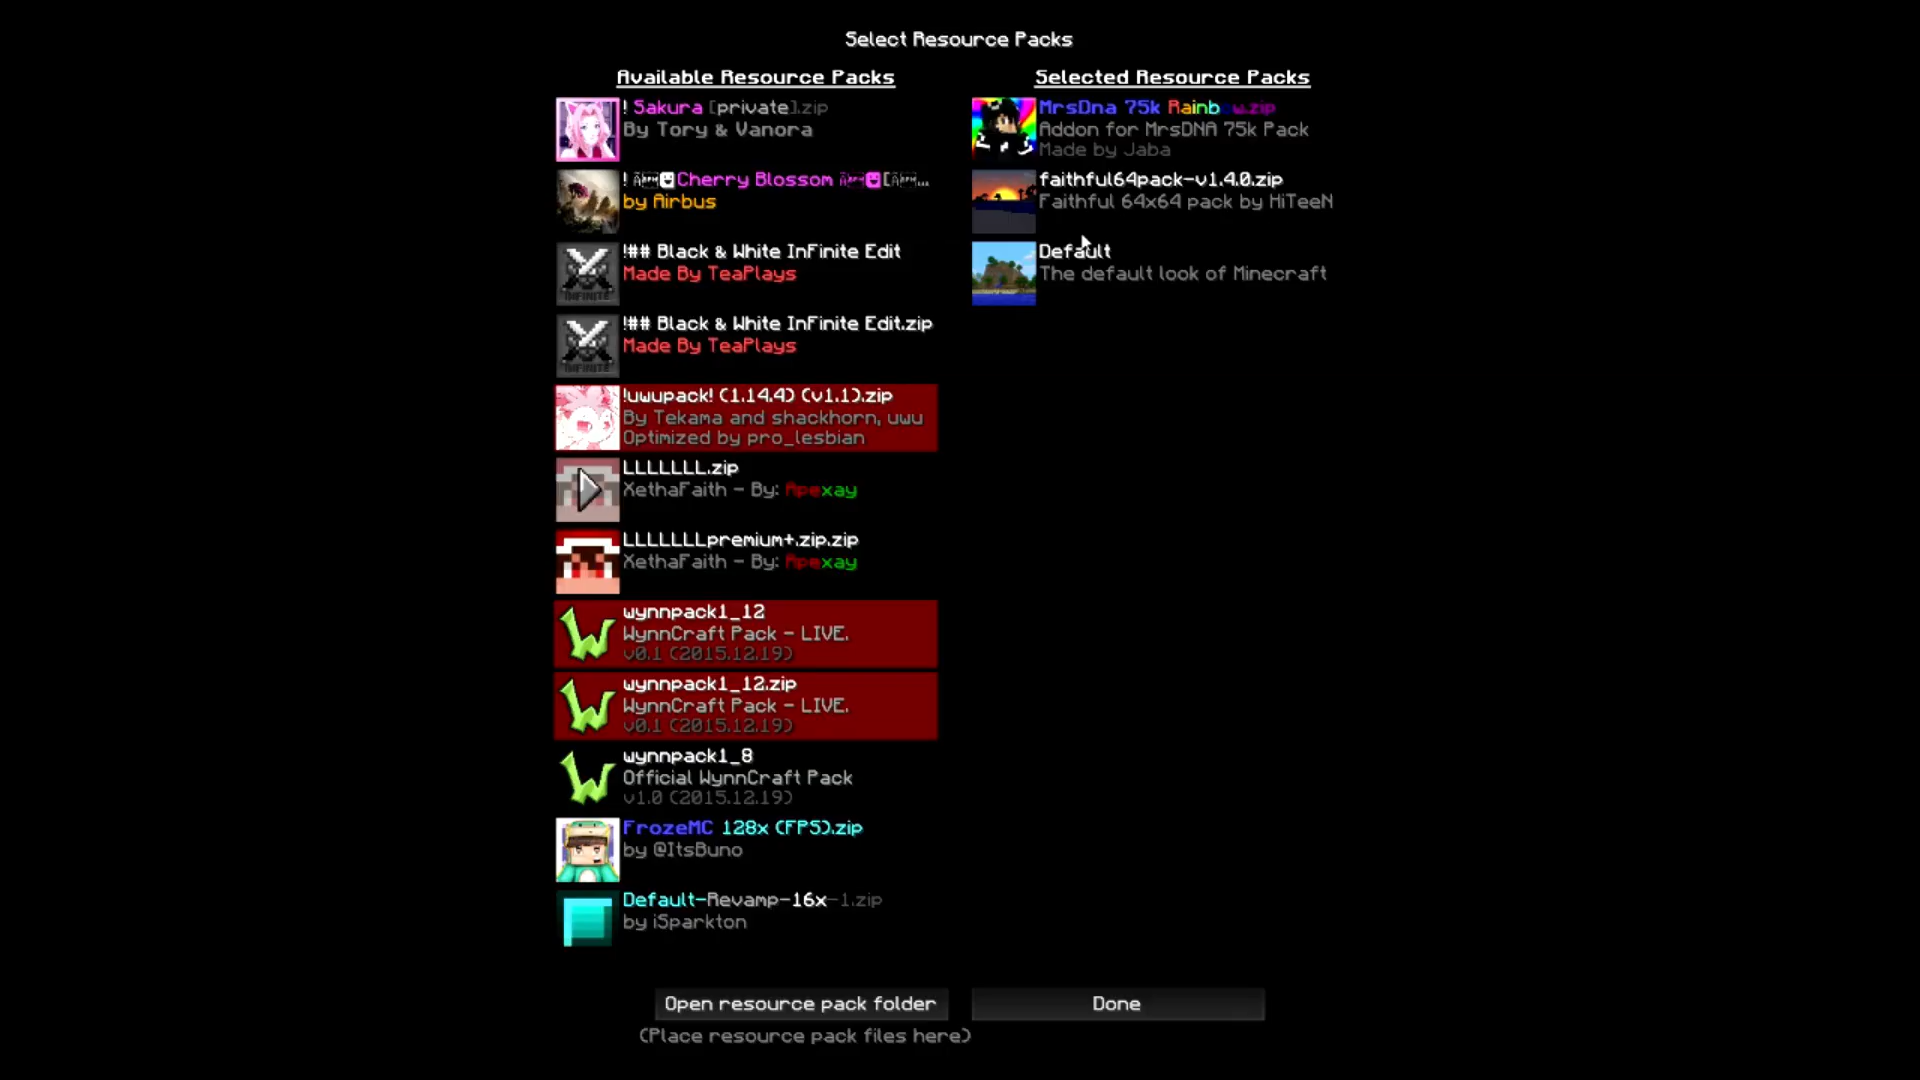 Select Resource Packs
Available Resource Packs
! Sakura [private].zip
By Tory & Vanora
! Cherry Blossom
by Airbus
!## Black & White InFinite Edit
Made By TeaPlays
INFINITE
!## Black & White InFinite Edit.zip
Made By TeaPlays
INFINITE
!uwupack! (1.14.4) (v1.1).zip
By Tekama and shackhorn, uwu
Optimized by pro_lesbian
LLLLLLL.zip
XethaFaith - By: Apexay
LLLLLLLpremium+.zip.zip
XethaFaith - By: Apexay
wynnpack1_12
WynnCraft Pack - LIVE.
v0.1 (2015.12.19)
wynnpack1_12.zip
WynnCraft Pack - LIVE.
v0.1 (2015.12.19)
wynnpack1_8
Official WynnCraft Pack
v1.0 (2015.12.19)
FrozeMC 128x (FPS).zip
by @ItsBuno
Default-Revamp-16x-1.zip
by iSparkton
Selected Resource Packs
MrsDna 75k Rainbow.zip
Addon for MrsDNA 75k Pack
Made by Jaba
faithful64pack-v1.4.0.zip
Faithful 64x64 pack by HiTeeN
Default
The default look of Minecraft
Open resource pack folder
Done
(Place resource pack files here)